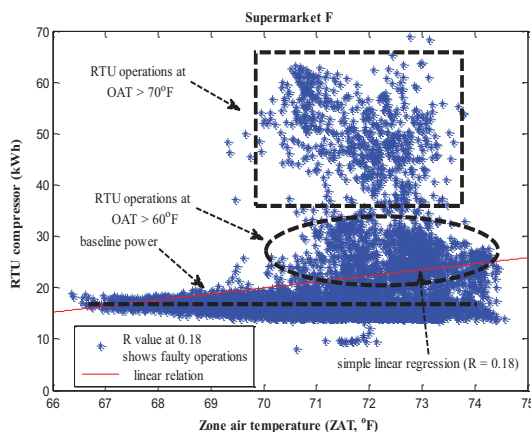 Supermarket F
70
60
50
40
30
20
10
0
RTU compressor (kWh)
RTU operations at
OAT > 70°F
RTU operations at
OAT > 60°F
baseline power
R value at 0.18
shows faulty operations
linear relation
simple linear regression (R = 0.18)
66 67 68 69 70 71 72 73 74 75
Zone air temperature (ZAT, °F)